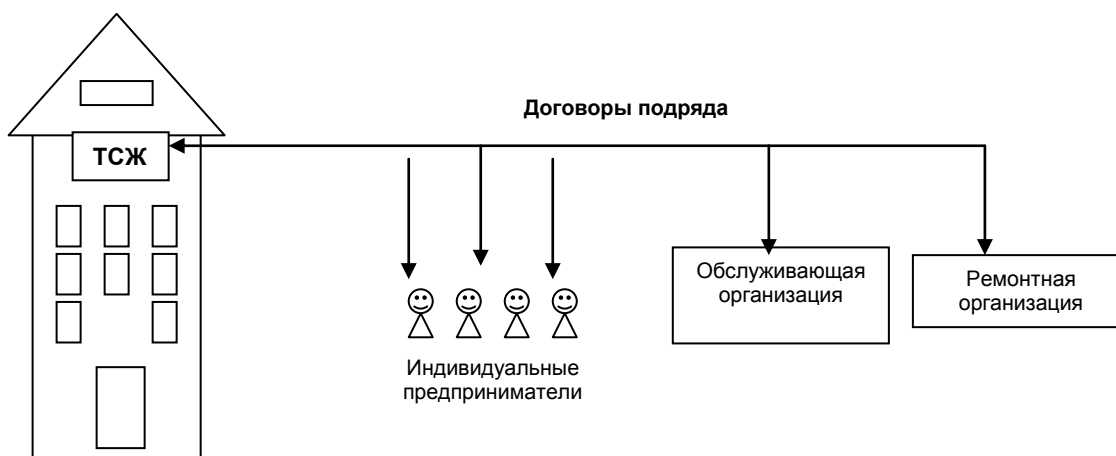 Договоры подряда
ТСЖ
Обслуживающая
организация
Ремонтная
организация
Индивидуальные
предприниматели